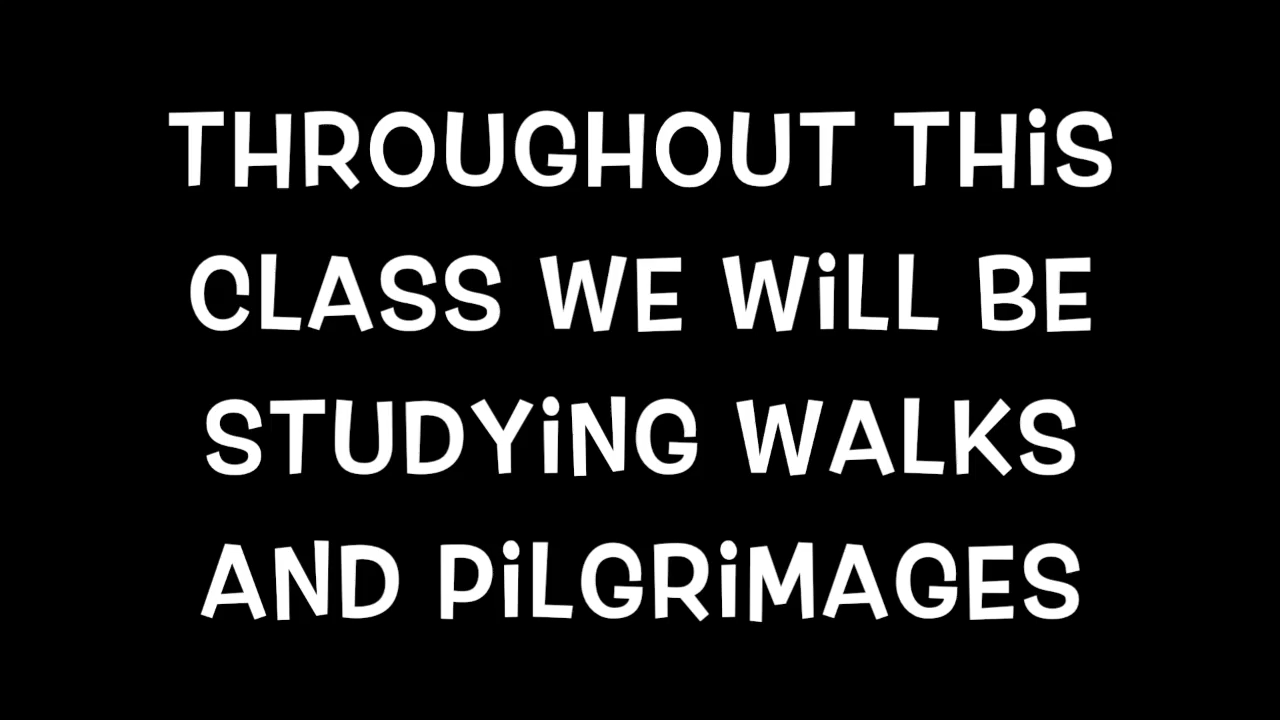 THROUGHOUT THiS
CLASS WE WiLL BE
STUDYiNG WALKS
AND PiLGRiMAGES